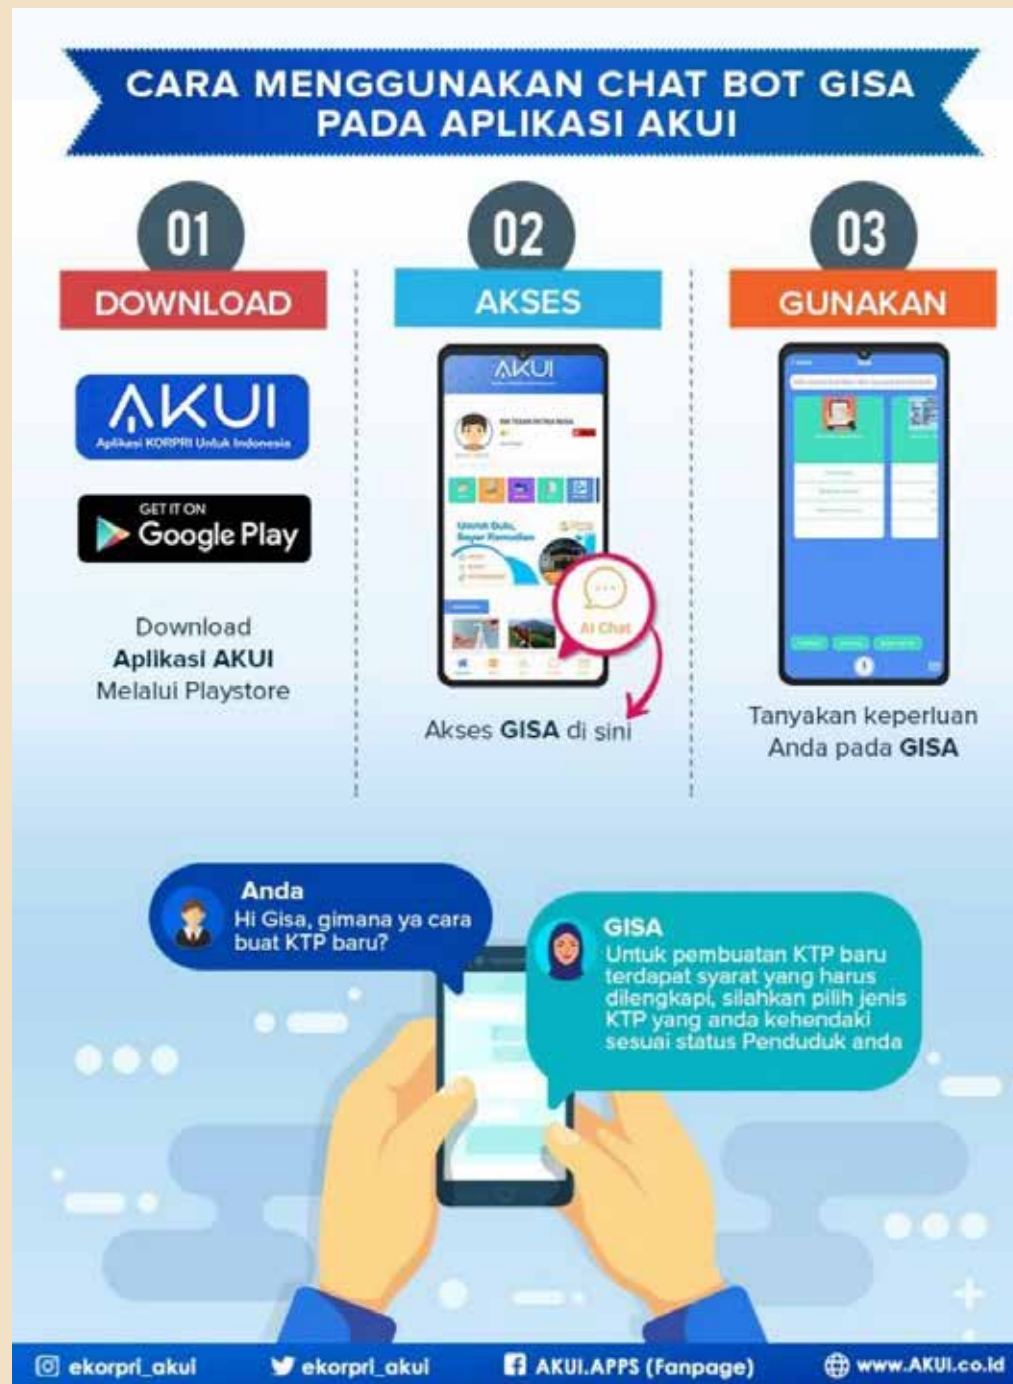 CARA MENGGUNAKAN CHAT BOT GISA
PADA APLIKASI AKUI
01
DOWNLOAD
AKUI
Aplikasi KORPRI Untuk Indonesia
GET IT ON
Google Play
Download
Aplikasi AKUI
Melalui Playstore
02
AKSES
AKUI
Umroh Dulu,
Bayar Kemudian
AI Chat
Akses GISA di sini
03
GUNAKAN
Tanyakan keperluan
Anda pada GISA
Anda
Hi Gisa, gimana ya cara
buat KTP baru?
GISA
Untuk pembuatan KTP baru
terdapat syarat yang harus
dilengkapi, silahkan pilih jenis
KTP yang anda kehendaki
sesuai status Penduduk anda
ekorpri_akui
ekorpri_akui
AKUI.APPS (Fanpage)
www.AKUI.co.id